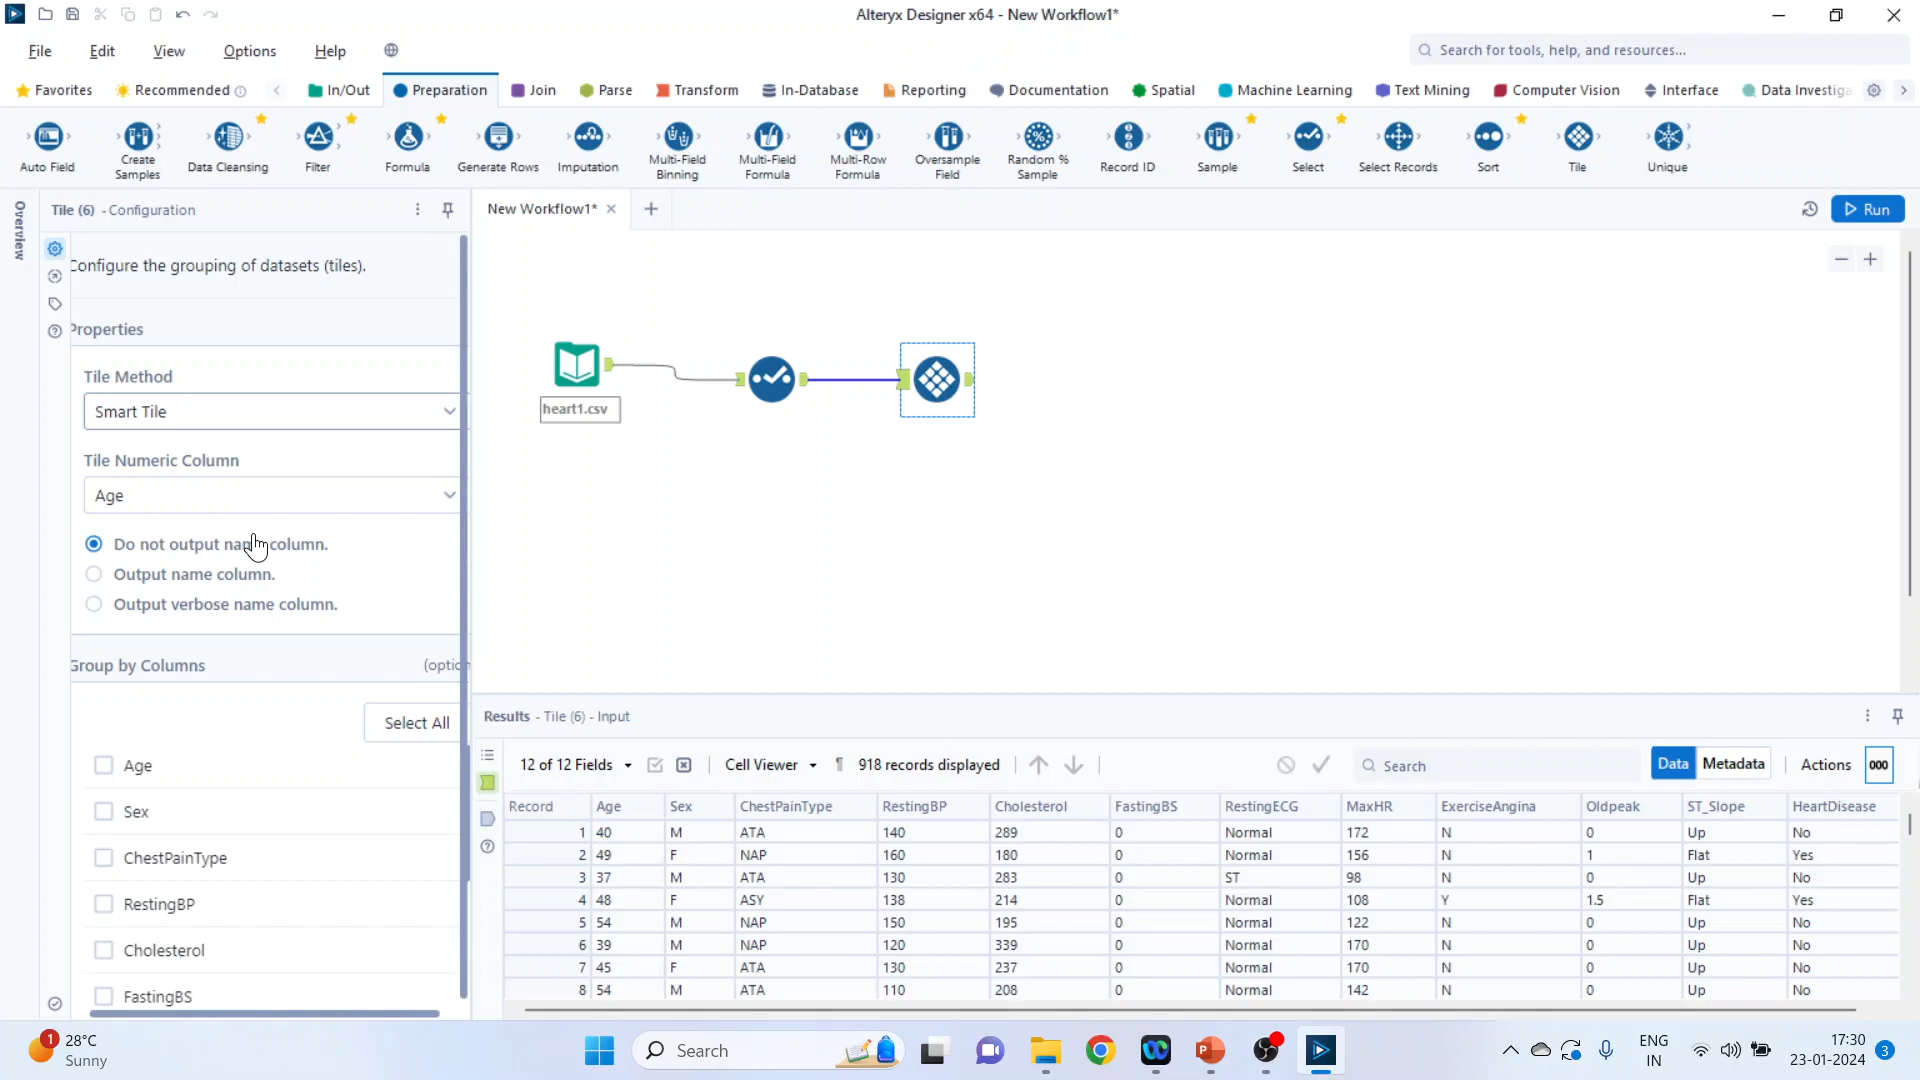 Alteryx Designer x64 - New Workflow1*
File Edit View Options Help
Search for tools, help, and resources...
Favorites Recommended In/Out Preparation Join Parse Transform In-Database Reporting Documentation Spatial Machine Learning Text Mining Computer Vision Interface Data Investiga
Auto Field Create Samples Data Cleansing Filter Formula Generate Rows Imputation Multi-Field Binning Multi-Field Formula Multi-Row Formula Oversample Field Random % Sample Record ID Sample Select Select Records Sort Tile Unique
Overview
Tile (6) - Configuration
New Workflow1*
Run
Configure the grouping of datasets (tiles).
Properties
Tile Method
Smart Tile
Tile Numeric Column
Age
Do not output name column.
Output name column.
Output verbose name column.
Group by Columns (optio
Select All
Age
Sex
ChestPainType
RestingBP
Cholesterol
FastingBS
heart1.csv
Results - Tile (6) - Input
12 of 12 Fields Cell Viewer 918 records displayed Search Data Metadata Actions 000
Record Age Sex ChestPainType RestingBP Cholesterol FastingBS RestingECG MaxHR ExerciseAngina Oldpeak ST_Slope HeartDisease
1 40 M ATA 140 289 0 Normal 172 N 0 Up No
2 49 F NAP 160 180 0 Normal 156 N 1 Flat Yes
3 37 M ATA 130 283 0 ST 98 N 0 Up No
4 48 F ASY 138 214 0 Normal 108 Y 1.5 Flat Yes
5 54 M NAP 150 195 0 Normal 122 N 0 Up No
6 39 M NAP 120 339 0 Normal 170 N 0 Up No
7 45 F ATA 130 237 0 Normal 170 N 0 Up No
8 54 M ATA 110 208 0 Normal 142 N 0 Up No
1
28°C
Sunny
Search
ENG
IN
17:30
23-01-2024
3